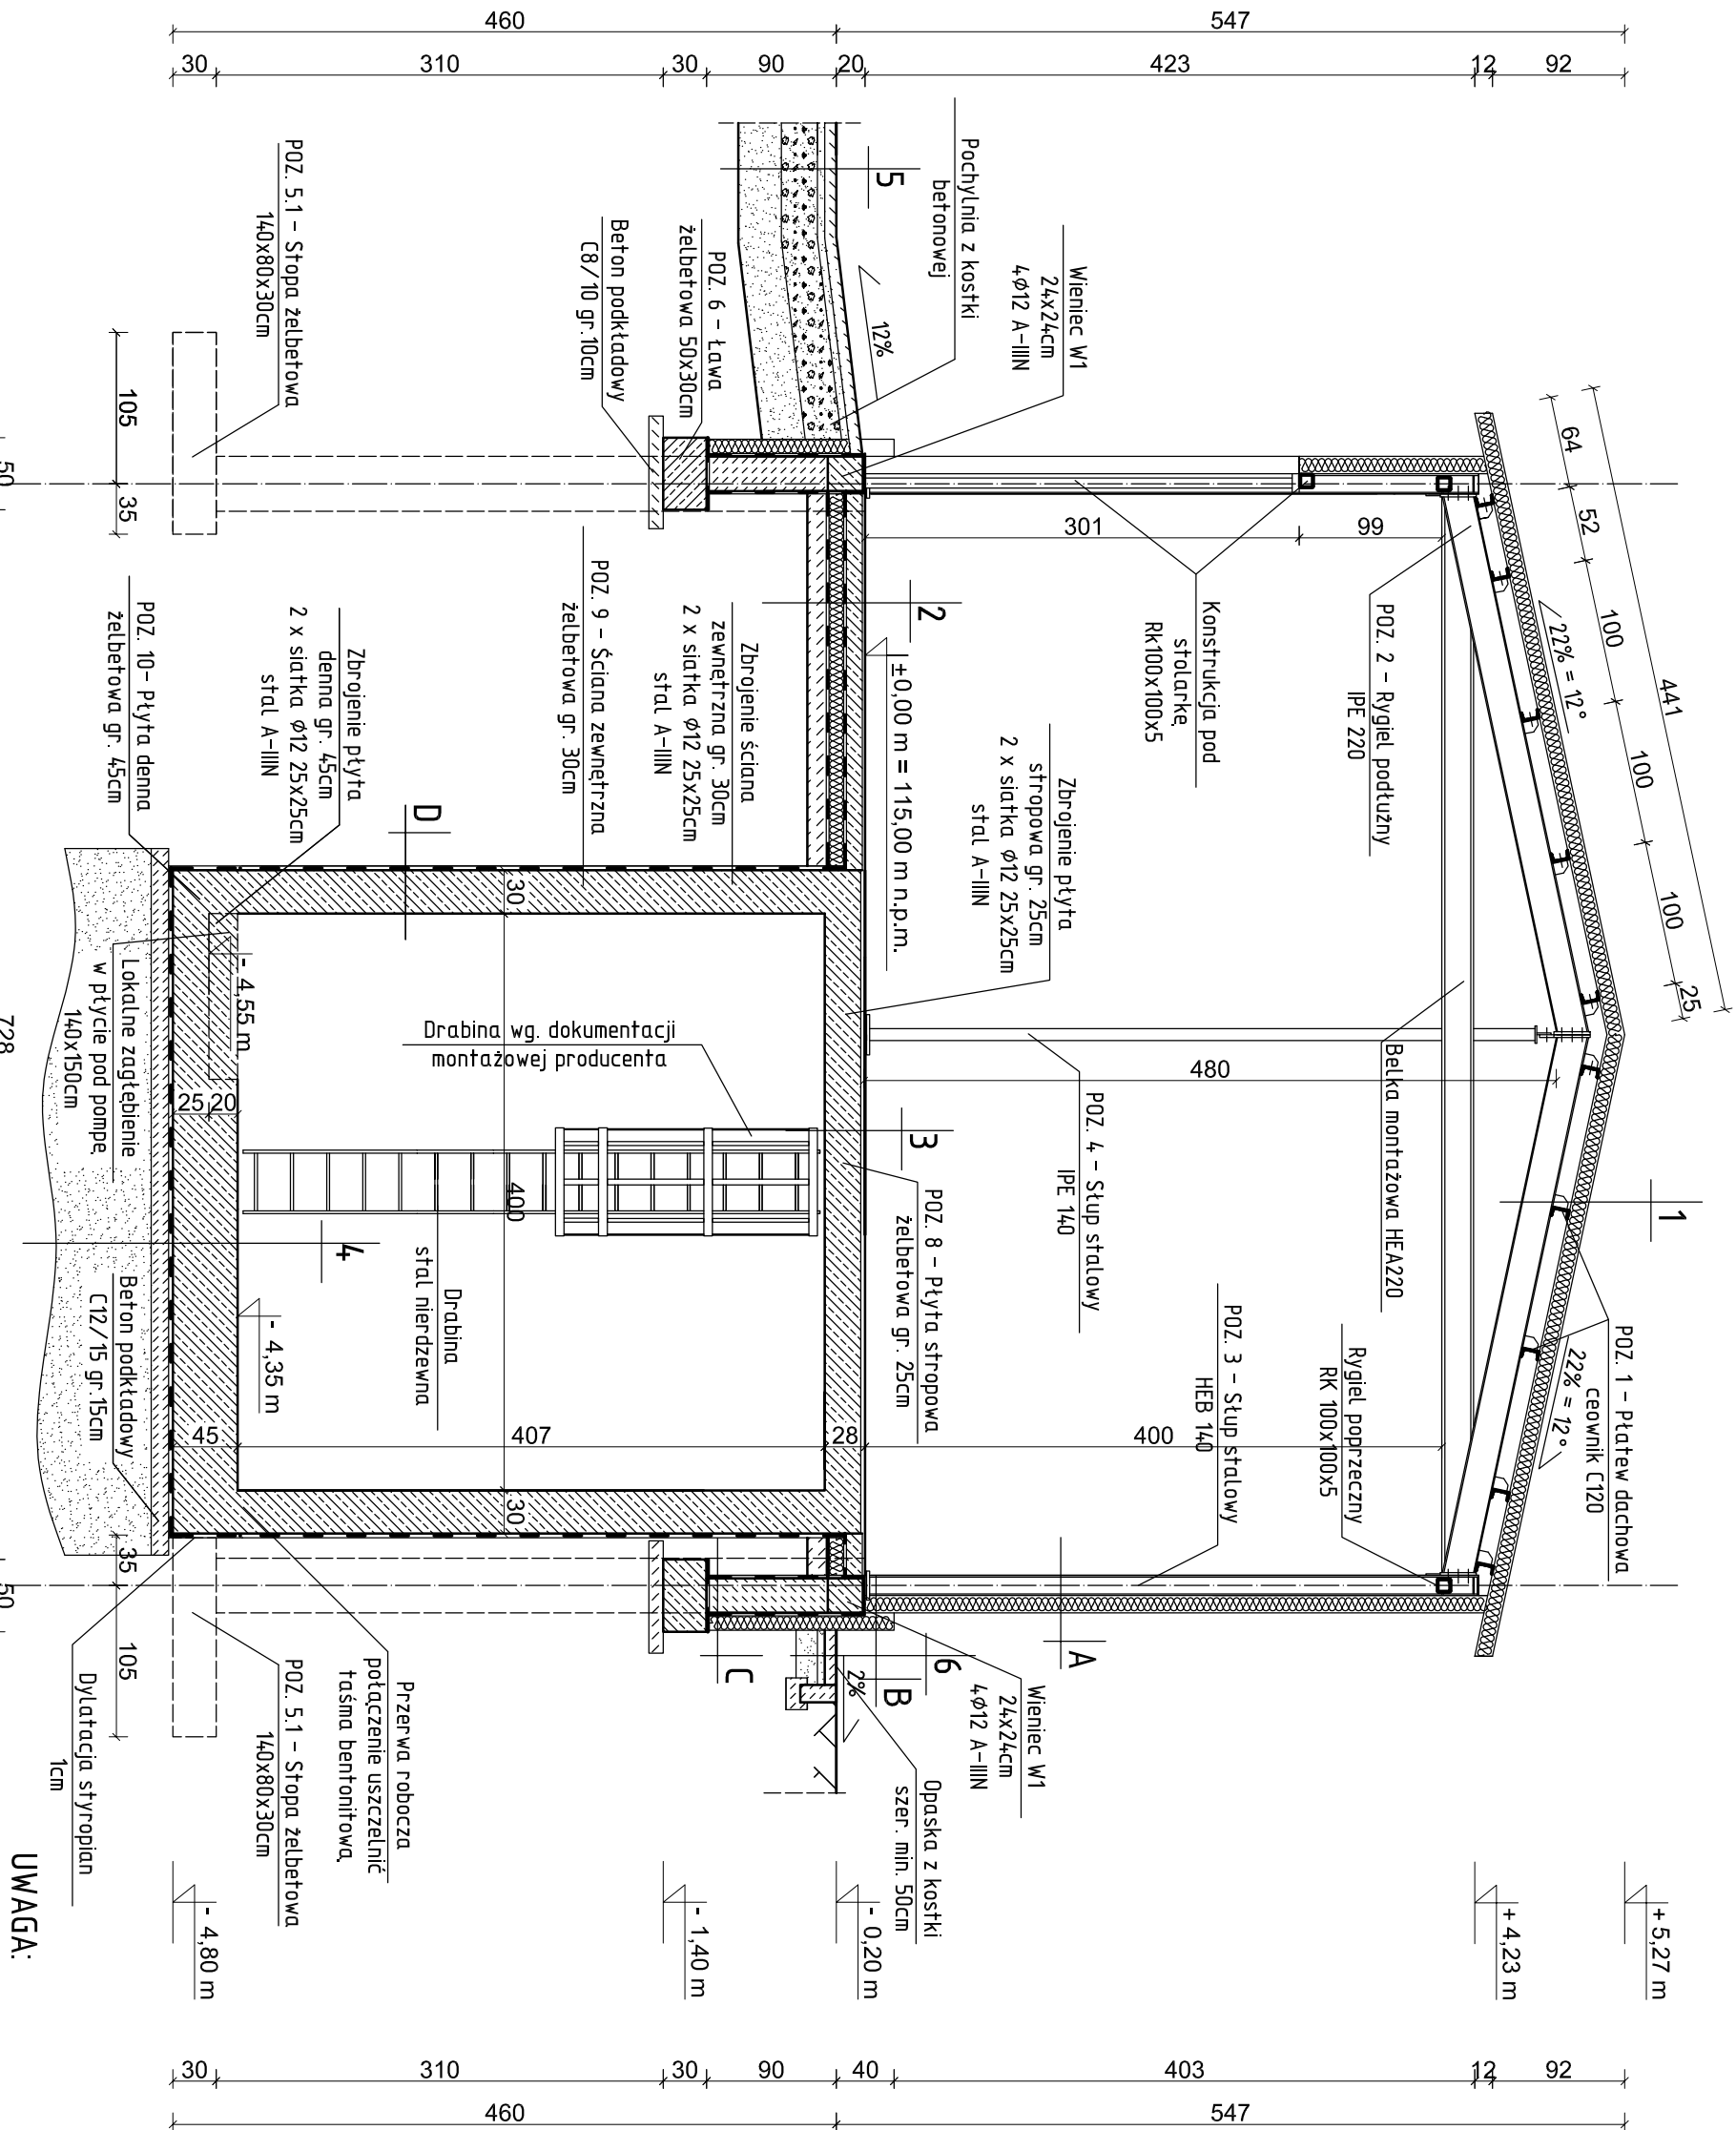 547
460
92
12
423
20
90
30
310
30
441
64
52
100
100
100
25
22% = 12°
22% = 12°
1
POZ. 1 - Płatew dachowa
ceownik C120
POZ. 2 - Rygiel podłużny
IPE 220
Belka montażowa HEA220
Rygiel poprzeczny
RK 100x100x5
Konstrukcja pod
stolarkę
Rk100x100x5
POZ. 3 - Słup stalowy
HEB 140
POZ. 4 - Słup stalowy
IPE 140
99
301
480
400
A
Wieniec W1
24x24cm
4ϕ12 A-IIIN
Pochylnia z kostki
betonowej
12%
5
2
±0,00 m = 115,00 m n.p.m.
Zbrojenie płyta
stropowa gr. 25cm
2 x siatka ϕ12 25x25cm
stal A-IIIN
3
POZ. 8 - Płyta stropowa
żelbetowa gr. 25cm
Wieniec W1
24x24cm
4ϕ12 A-IIIN
6
B
2%
C
Opaska z kostki
szer. min. 50cm
POZ. 6 - Ława
żelbetowa 50x30cm
Beton podkładowy
C8/10 gr.10cm
Zbrojenie ściana
zewnętrzna gr. 30cm
2 x siatka ϕ12 25x25cm
stal A-IIIN
POZ. 9 - Ściana zewnętrzna
żelbetowa gr. 30cm
D
Drabina wg. dokumentacji
montażowej producenta
30
400
30
28
407
45
Drabina
stal nierdzewna
4
- 4,35 m
- 4,55 m
25
20
Zbrojenie płyta
denna gr. 45cm
2 x siatka ϕ12 25x25cm
stal A-IIIN
POZ. 10- Płyta denna
żelbetowa gr. 45cm
Lokalne zagłębienie
w płycie pod pompę
140x150cm
Beton podkładowy
C12/15 gr.15cm
POZ. 5.1 - Stopa żelbetowa
140x80x30cm
105
35
35
105
Przerwa robocza
połączenie uszczelnić
taśma bentonitową
POZ. 5.1 - Stopa żelbetowa
140x80x30cm
Dylatacja styropian
1cm
+ 5,27 m
+ 4,23 m
- 0,20 m
- 1,40 m
- 4,80 m
92
12
403
40
90
30
310
30
547
460
50
728
50
UWAGA: